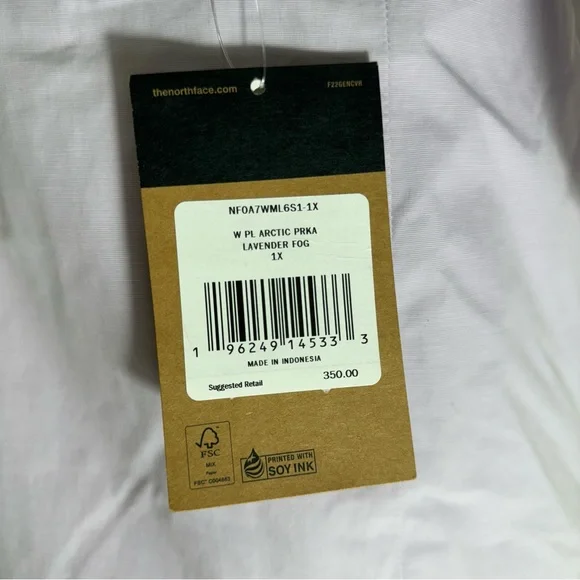 thenorthface.com
F22GENCVR
NF0A7WML6S1-1X
W PL ARCTIC PRKA
LAVENDER FOG
1X
1 96249 14533 3
MADE IN INDONESIA
Suggested Retail 350.00
FSC
MIX
Paper
PRINTED WITH
SOY INK